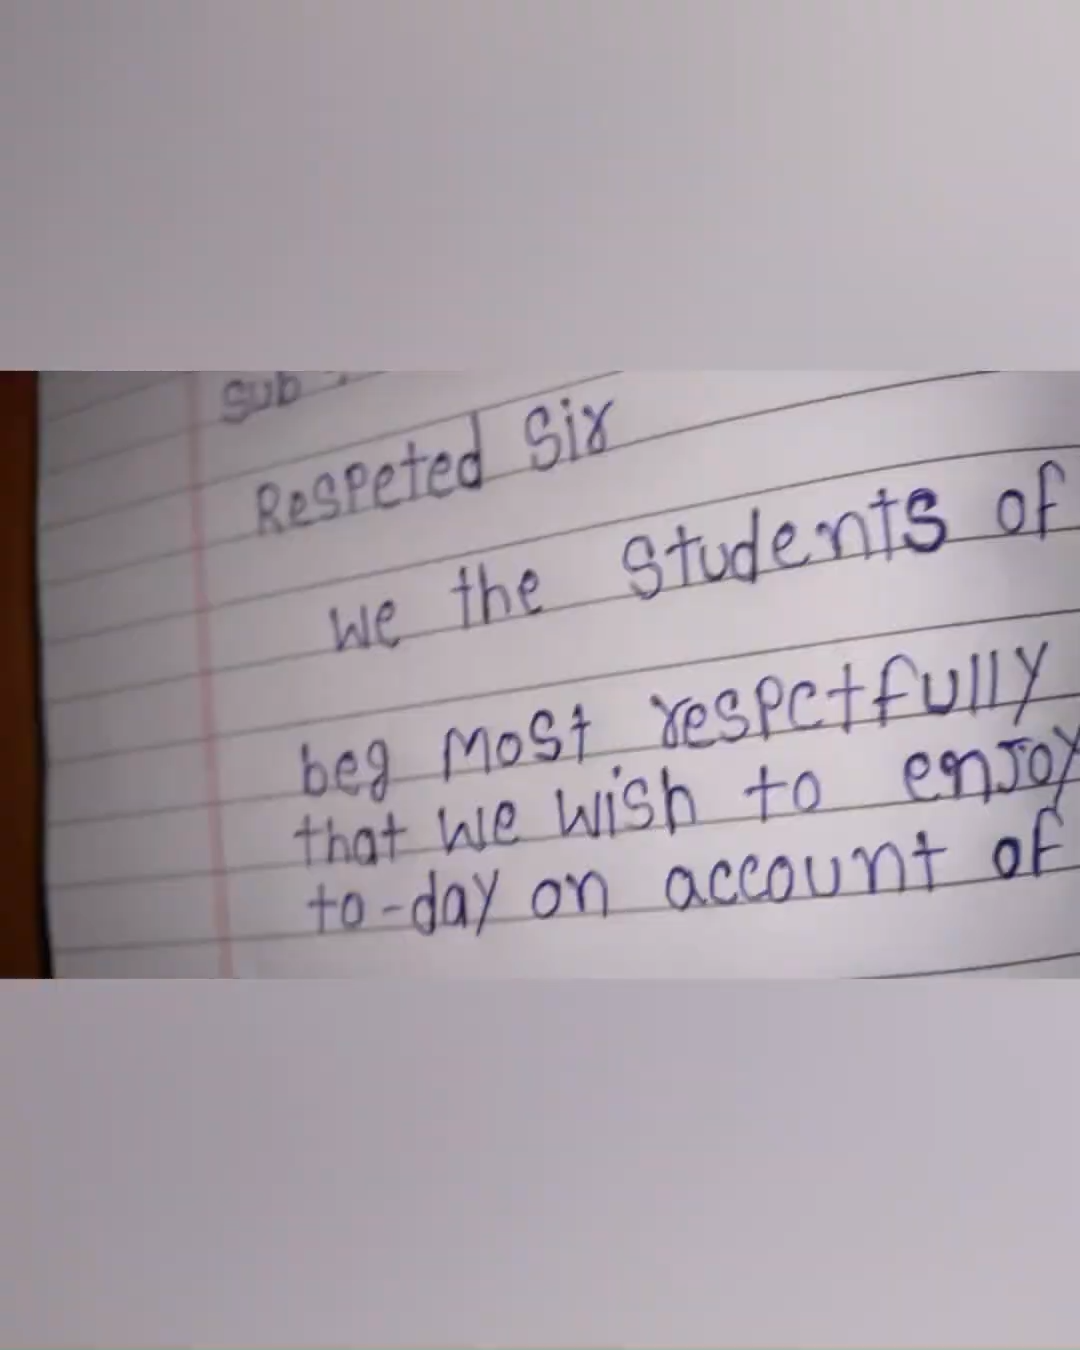 Sub :
Respeted Sir
We the Students of
beg most respctfully
that we wish to enjoy
to-day on account of